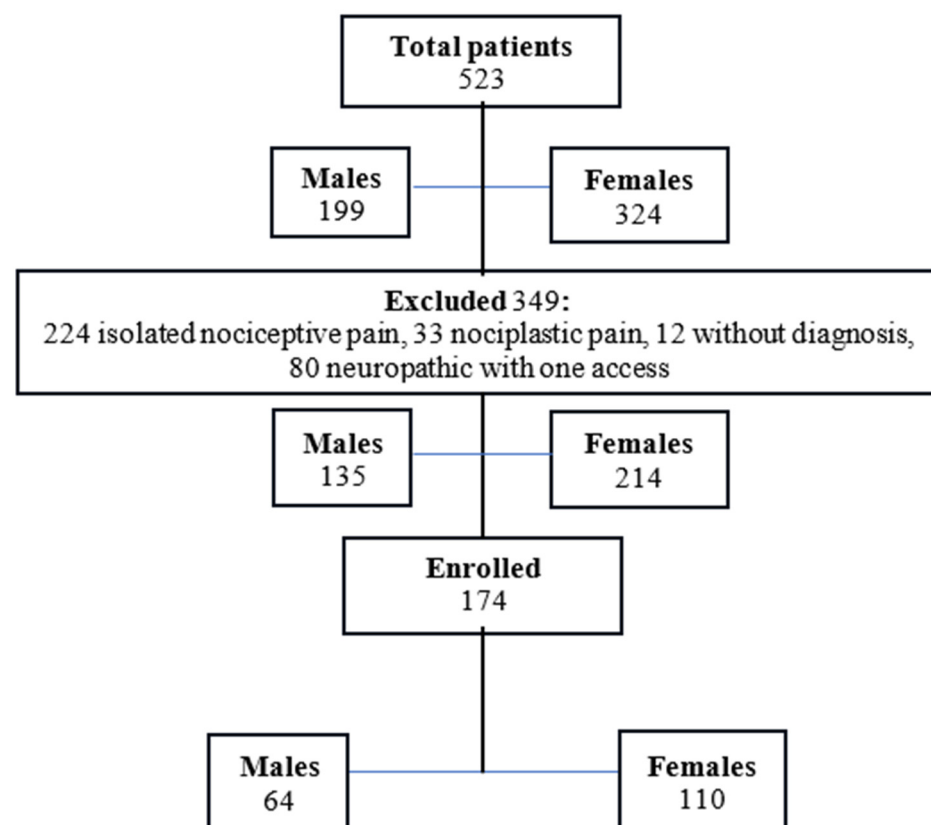 Total patients
523
Males
199
Females
324
Excluded 349:
224 isolated nociceptive pain, 33 nociplastic pain, 12 without diagnosis,
80 neuropathic with one access
Males
135
Females
214
Enrolled
174
Males
64
Females
110